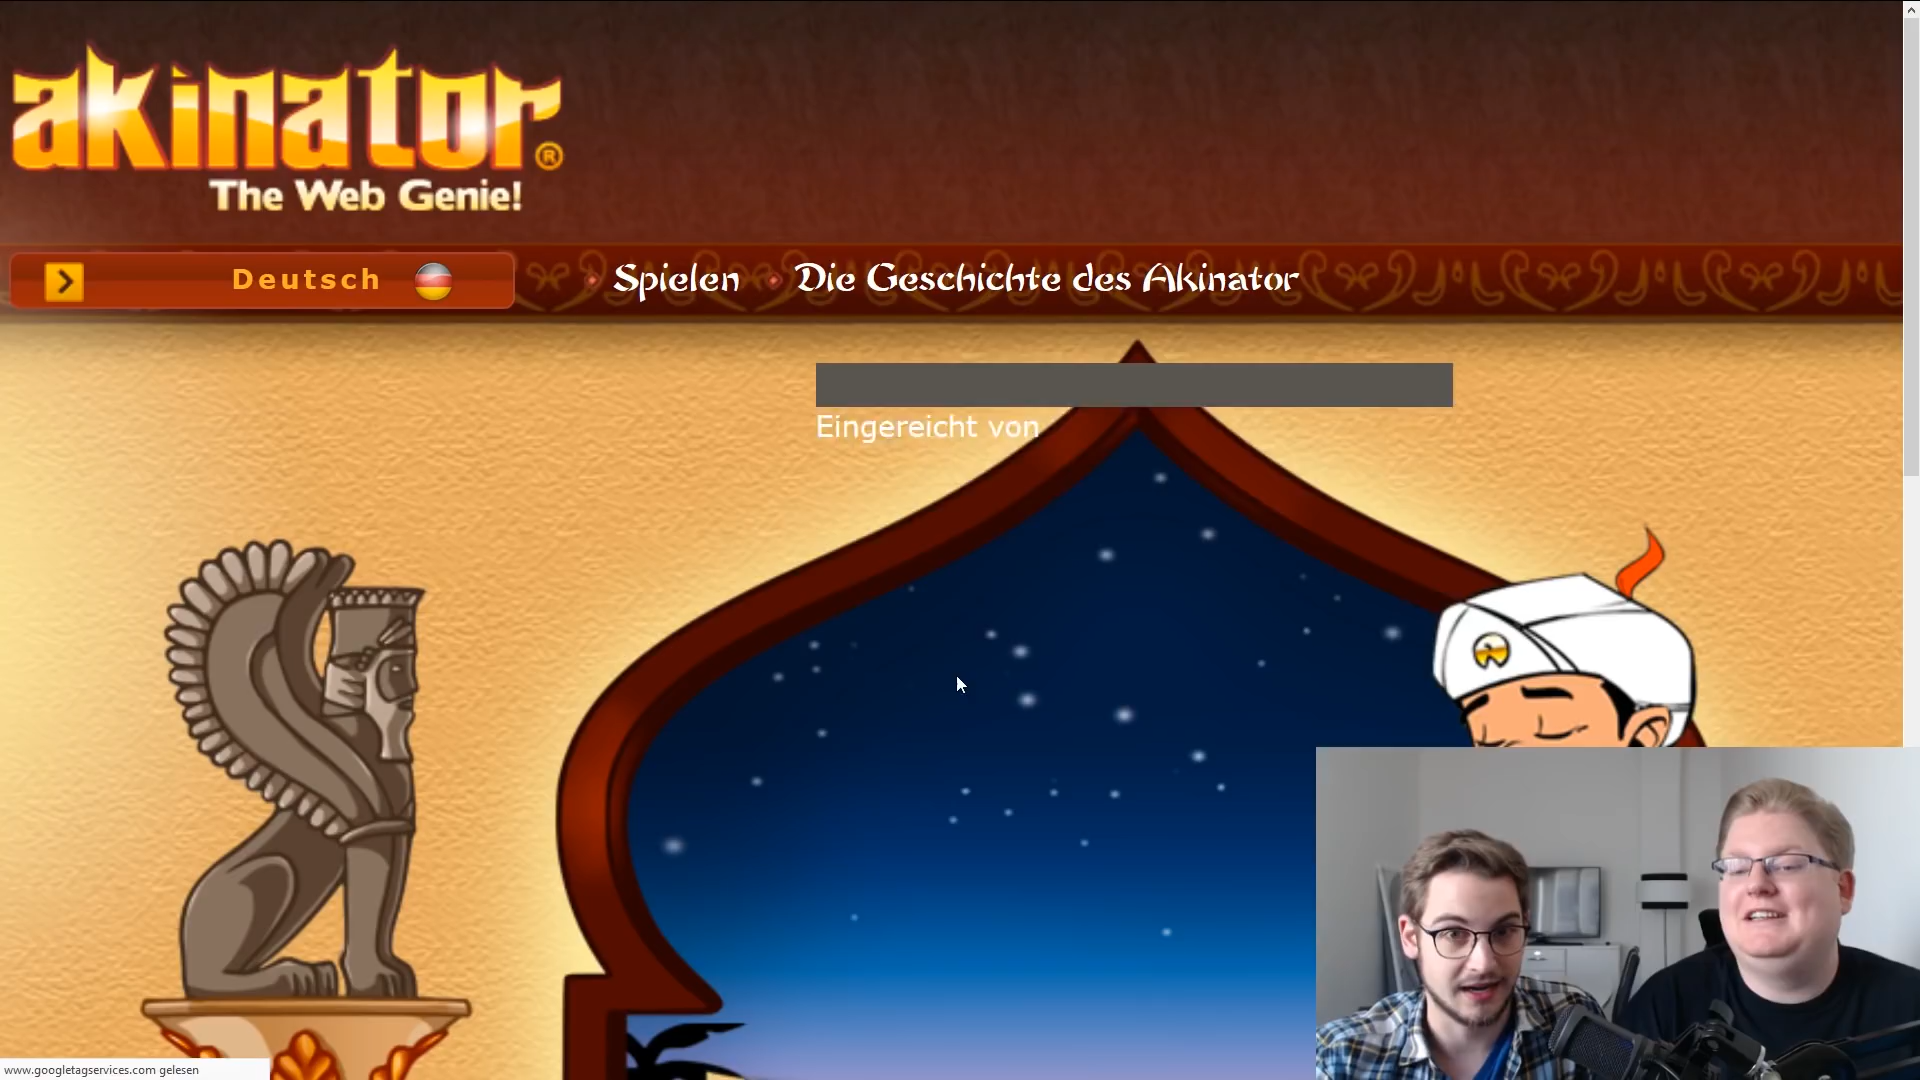 akinator®
The Web Genie!
Deutsch
Spielen
Die Geschichte des Akinator
Eingereicht von
www.googletagservices.com gelesen